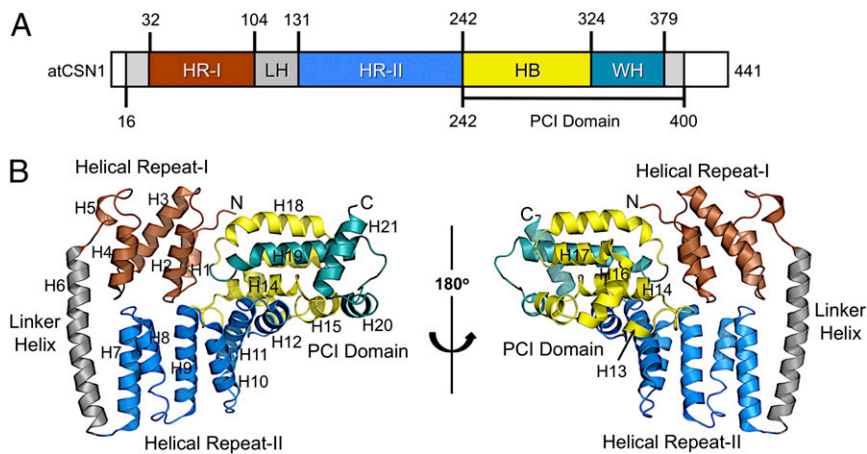 A
32 104 131 242 324 379
atCSN1 HR-I LH HR-II HB WH 441
16 242 PCI Domain 400
B
Helical Repeat-I
H5 H3 N H18 C
H4 H2 H1 H19 H21
H6 H14
Linker Helix
H7 H8 H9 H11 H12 H15 H20
H10 PCI Domain
Helical Repeat-II
180°
Helical Repeat-I
C N
H17 H16 H14
PCI Domain H13
Linker Helix
Helical Repeat-II